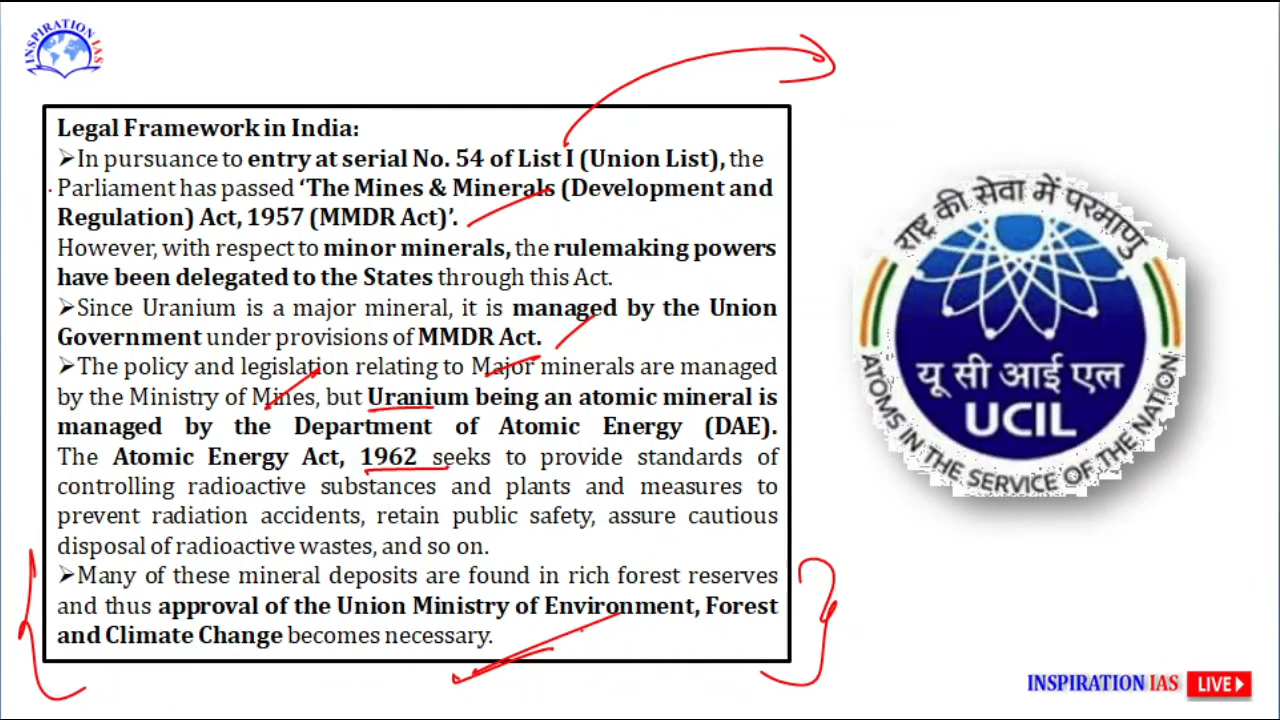 INSPIRATION IAS
Legal Framework in India:
➤In pursuance to entry at serial No. 54 of List I (Union List), the
Parliament has passed ‘The Mines & Minerals (Development and
Regulation) Act, 1957 (MMDR Act)’.
However, with respect to minor minerals, the rulemaking powers
have been delegated to the States through this Act.
➤Since Uranium is a major mineral, it is managed by the Union
Government under provisions of MMDR Act.
➤The policy and legislation relating to Major minerals are managed
by the Ministry of Mines, but Uranium being an atomic mineral is
managed by the Department of Atomic Energy (DAE).
The Atomic Energy Act, 1962 seeks to provide standards of
controlling radioactive substances and plants and measures to
prevent radiation accidents, retain public safety, assure cautious
disposal of radioactive wastes, and so on.
➤Many of these mineral deposits are found in rich forest reserves
and thus approval of the Union Ministry of Environment, Forest
and Climate Change becomes necessary.
राष्ट्र की सेवा में परमाणु
यू सी आई एल
UCIL
ATOMS IN THE SERVICE OF THE NATION
INSPIRATION IAS LIVE